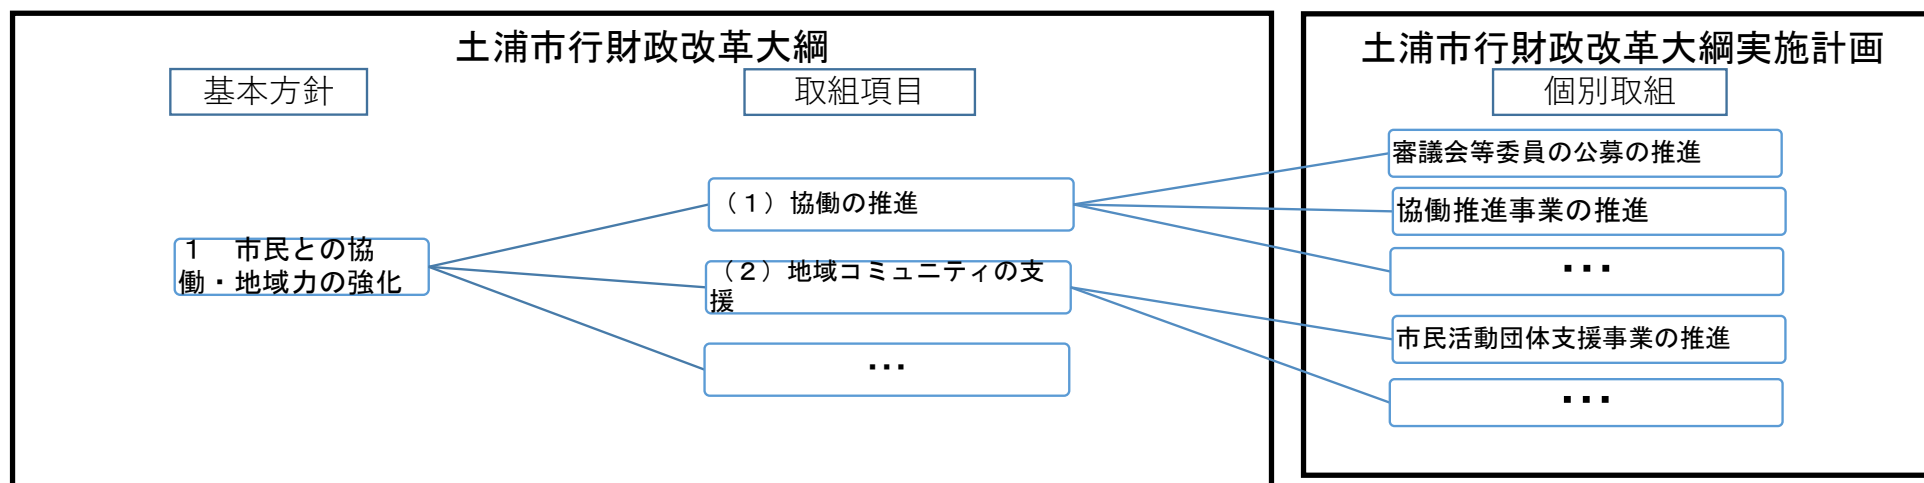 土浦市行財政改革大綱
基本方針
取組項目
1 市民との協
働・地域力の強化
(1)協働の推進
(2)地域コミュニティの支
援
・・・
土浦市行財政改革大綱実施計画
個別取組
審議会等委員の公募の推進
協働推進事業の推進
・・・
市民活動団体支援事業の推進
・・・